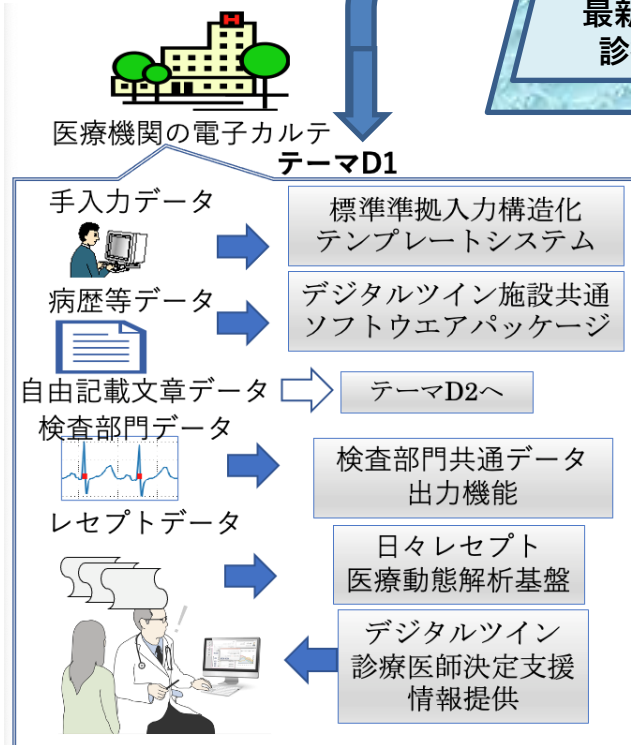 最新
診
医療機関の電子カルテ
テーマD1
手入力データ
標準準拠入力構造化
テンプレートシステム
病歴等データ
デジタルツイン施設共通
ソフトウエアパッケージ
自由記載文章データ
テーマD2へ
検査部門データ
検査部門共通データ
出力機能
レセプトデータ
日々レセプト
医療動態解析基盤
デジタルツイン
診療医師決定支援
情報提供